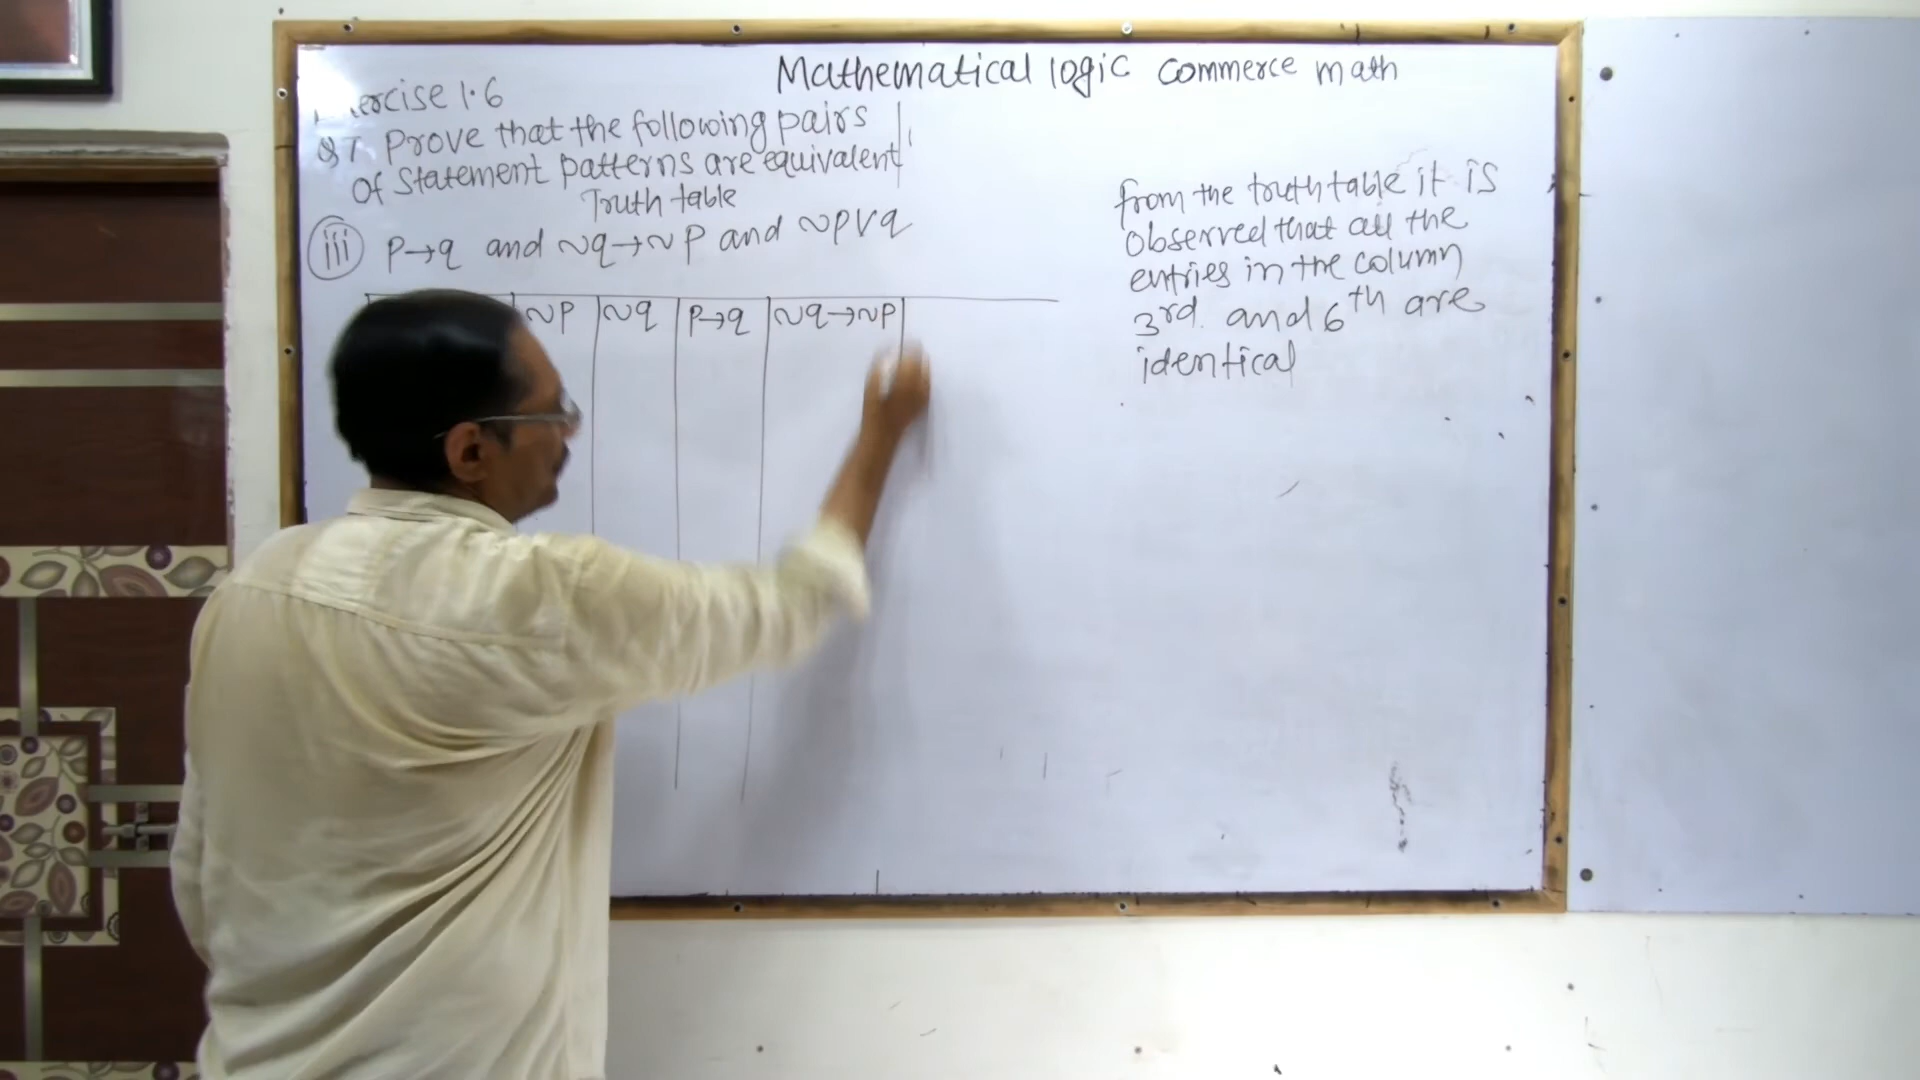 Mathematical logic commerce math
ercise 1.6
Q7 Prove that the following pairs
of statement patterns are equivalent
Truth table
iii p→q and ~q→~p and ~p∨q
~p ~q p→q ~q→~p
from the truth table it is
observed that all the
entries in the column
3rd. and 6th are
identical